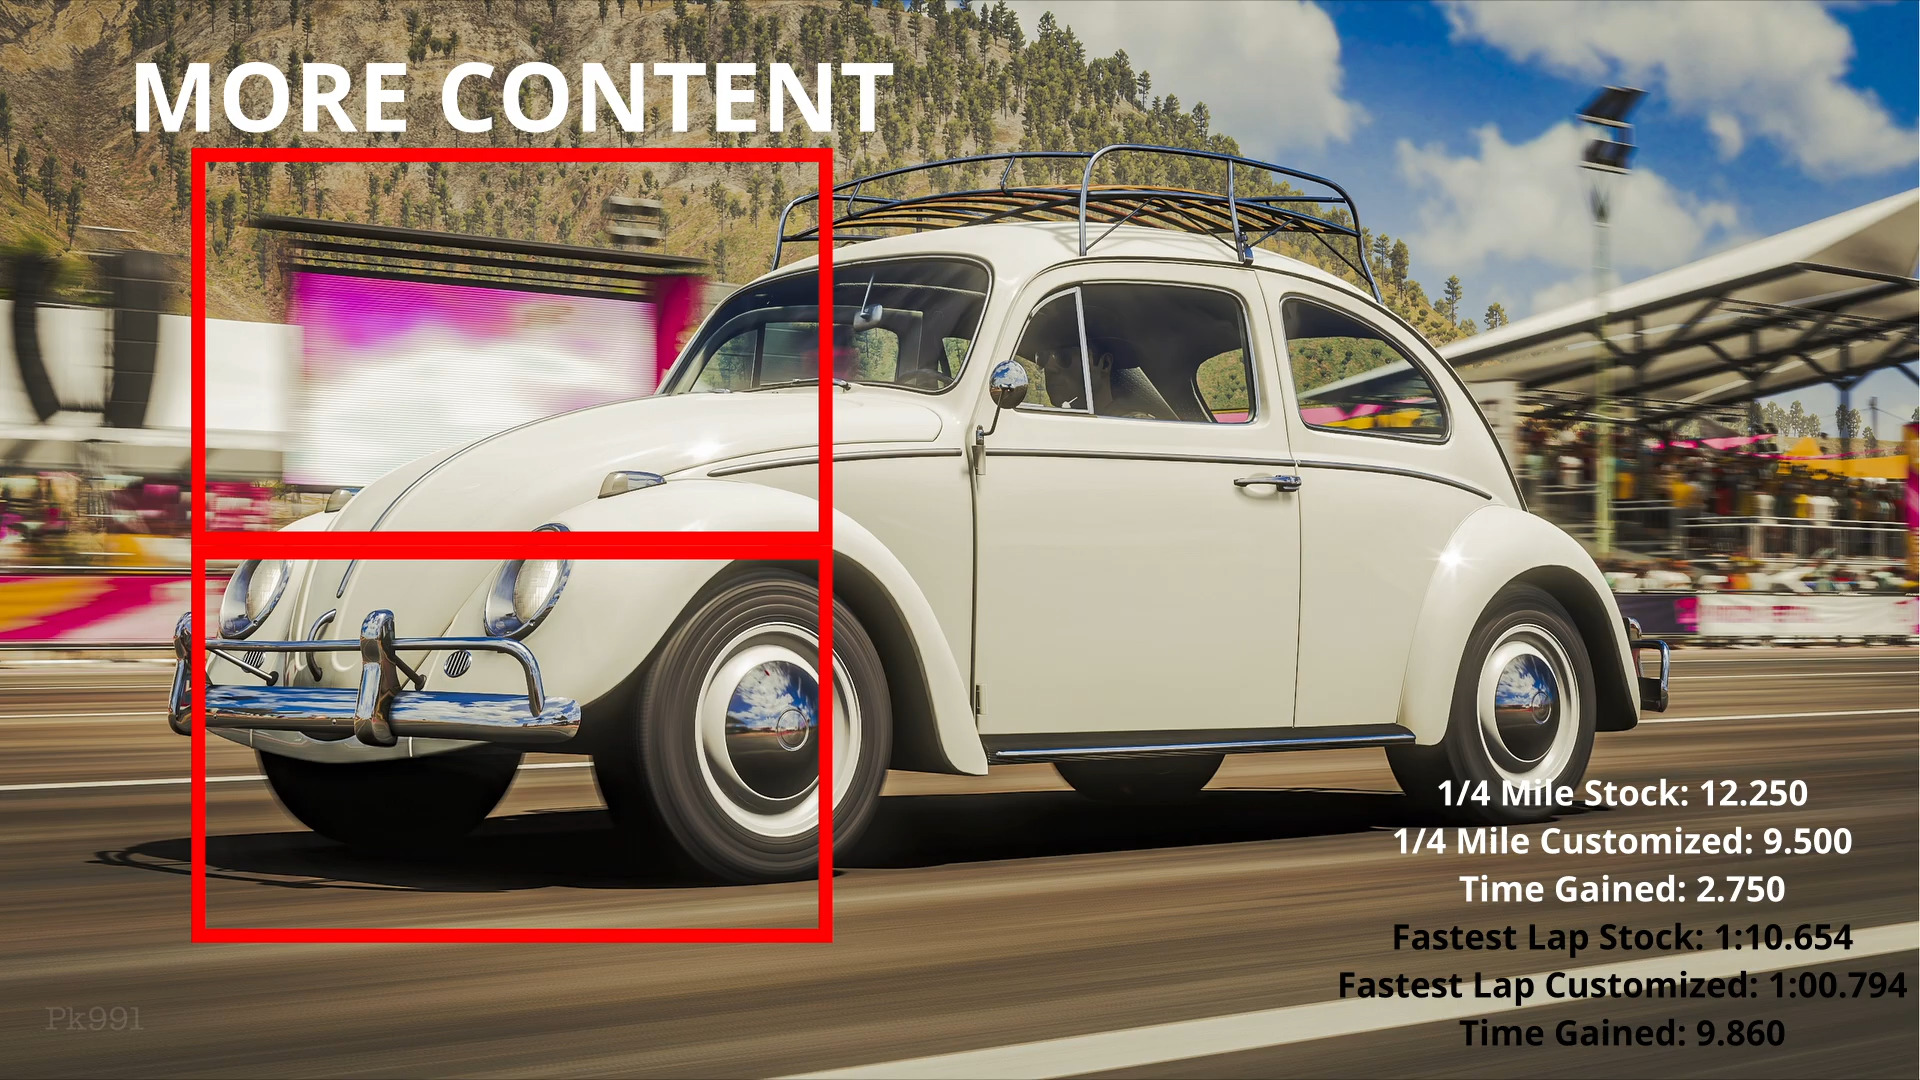 MORE CONTENT
1/4 Mile Stock: 12.250
1/4 Mile Customized: 9.500
Time Gained: 2.750
Fastest Lap Stock: 1:10.654
Fastest Lap Customized: 1:00.794
Time Gained: 9.860
Pk991